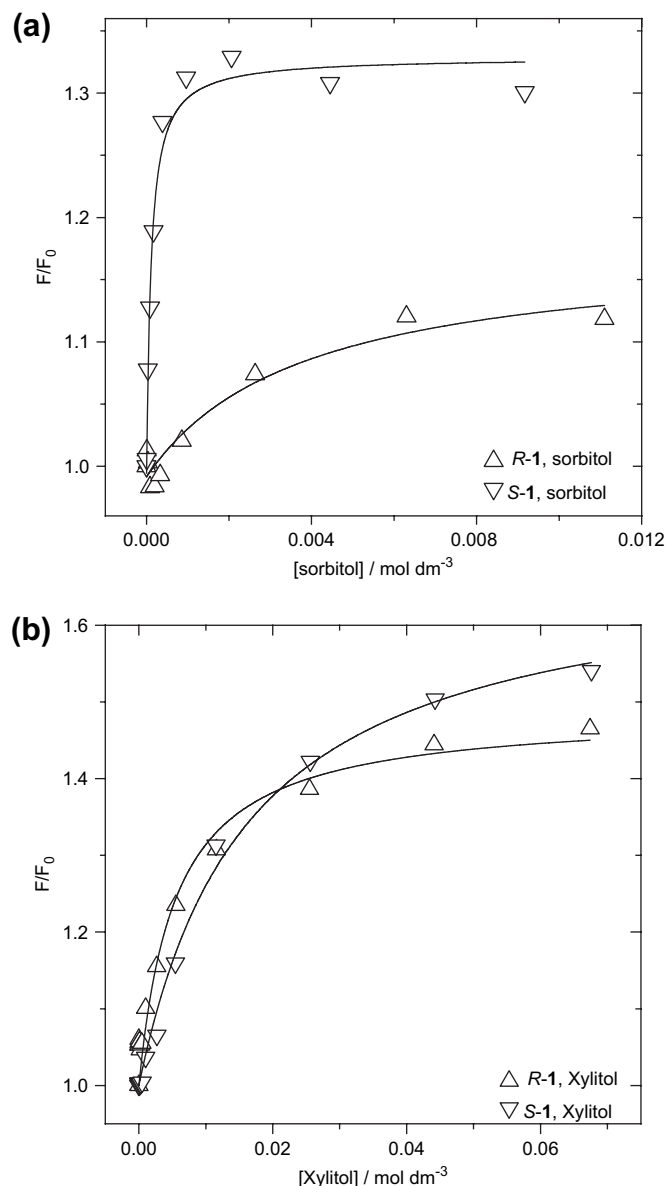 (a)
1.3
1.2
1.1
1.0
F/F₀
R-1, sorbitol
S-1, sorbitol
0.000
0.004
0.008
0.012
[sorbitol] / mol dm⁻³
(b)
1.6
1.4
1.2
1.0
F/F₀
R-1, Xylitol
S-1, Xylitol
0.00
0.02
0.04
0.06
[Xylitol] / mol dm⁻³